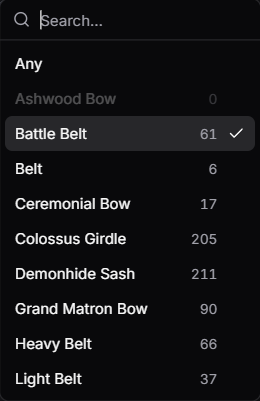 Search...
Any
Ashwood Bow 0
Battle Belt 61
Belt 6
Ceremonial Bow 17
Colossus Girdle 205
Demonhide Sash 211
Grand Matron Bow 90
Heavy Belt 66
Light Belt 37